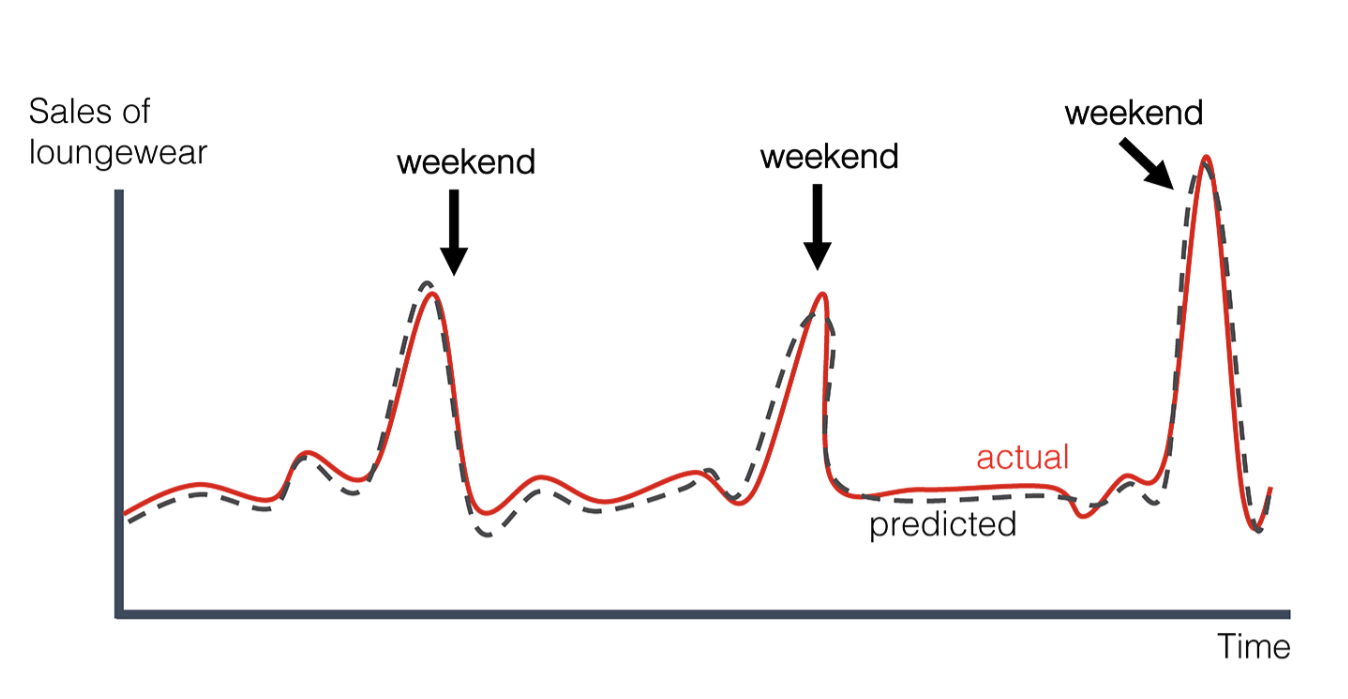 Sales of
loungewear
weekend
weekend
weekend
actual
predicted
Time